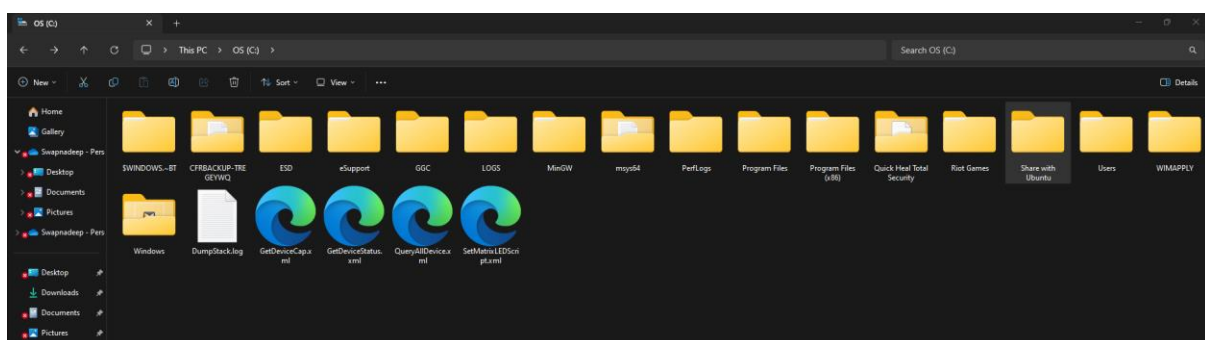 OS (C:)
This PC > OS (C:) >
Search OS (C:)
New
Sort
View
Details
Home
Gallery
Swapnadeep - Pers
Desktop
Documents
Pictures
Swapnadeep - Pers
Desktop
Downloads
Documents
Pictures
$WINDOWS.~BT
CFRBACKUP-TRE
GEYWQ
ESD
eSupport
GGC
LOGS
MinGW
msys64
PerfLogs
Program Files
Program Files
(x86)
Quick Heal Total
Security
Riot Games
Share with
Ubuntu
Users
WIMAPPLY
Windows
DumpStack.log
GetDeviceCap.x
ml
GetDeviceStatus.
xml
QueryAllDevice.x
ml
SetMatrixLEDScri
pt.xml